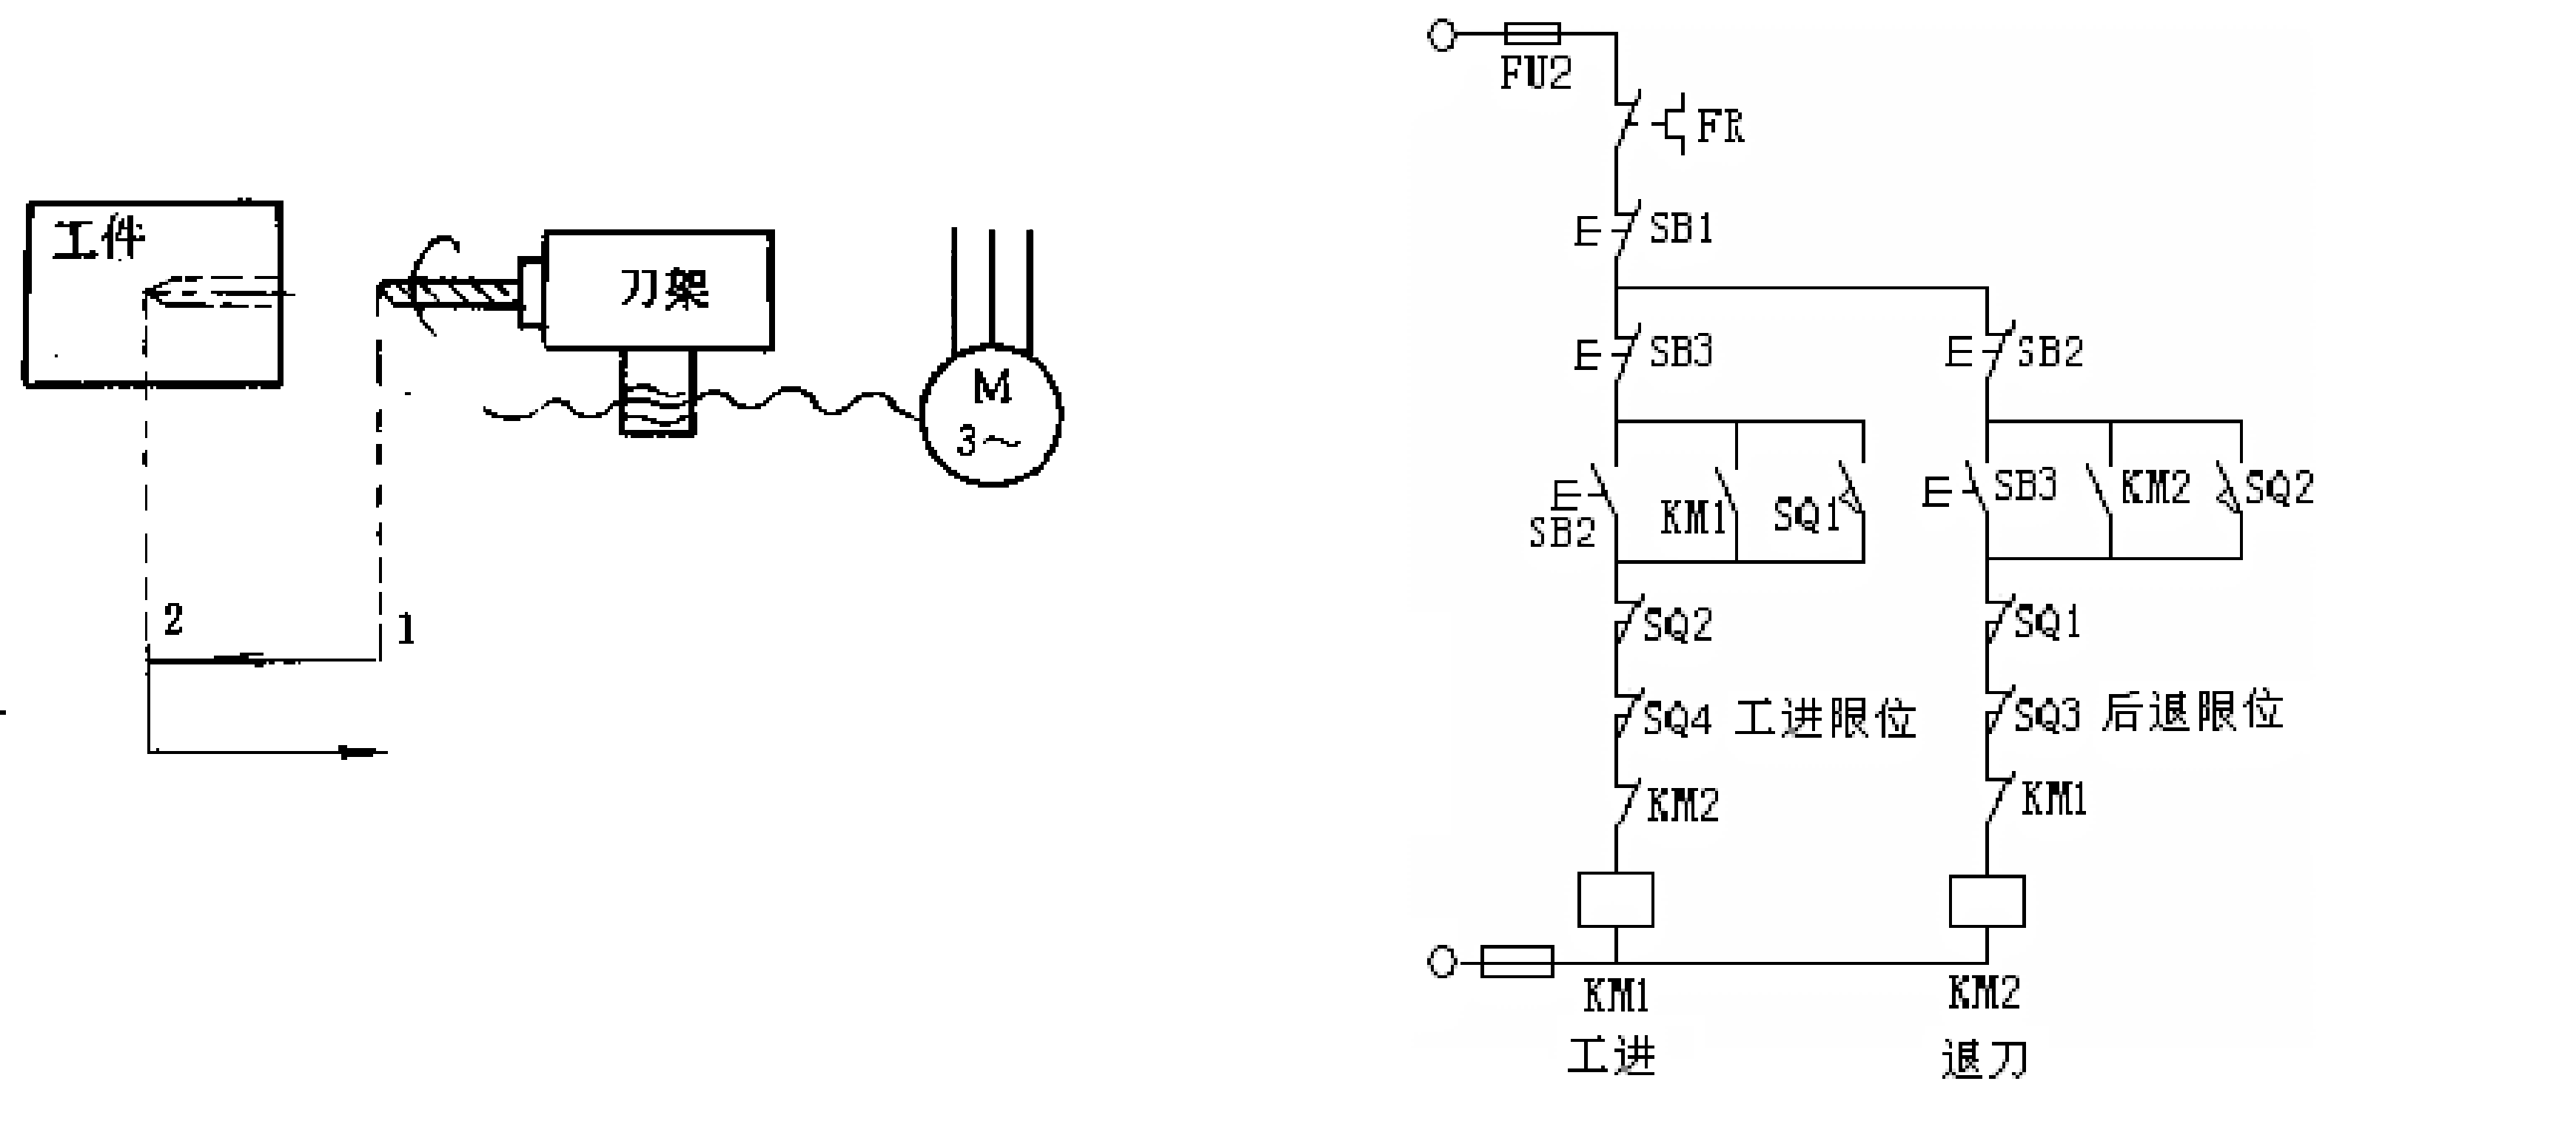 工件
刀架
M
3～
2
1
FU2
FR
SB1
SB3
SB2
SB2
KM1
SQ1
SB3
KM2
SQ2
SQ2
SQ1
SQ4 工进限位
SQ3 后退限位
KM2
KM1
KM1
KM2
工进
退刀